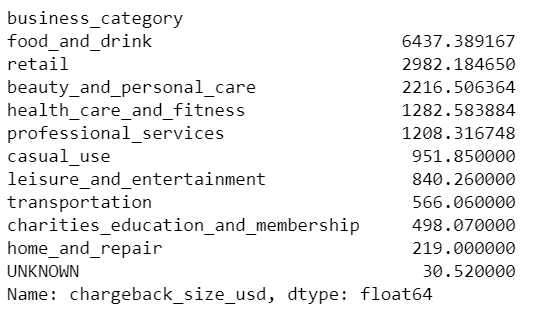 business_category
food_and_drink 6437.389167
retail 2982.184650
beauty_and_personal_care 2216.506364
health_care_and_fitness 1282.583884
professional_services 1208.316748
casual_use 951.850000
leisure_and_entertainment 840.260000
transportation 566.060000
charities_education_and_membership 498.070000
home_and_repair 219.000000
UNKNOWN 30.520000
Name: chargeback_size_usd, dtype: float64